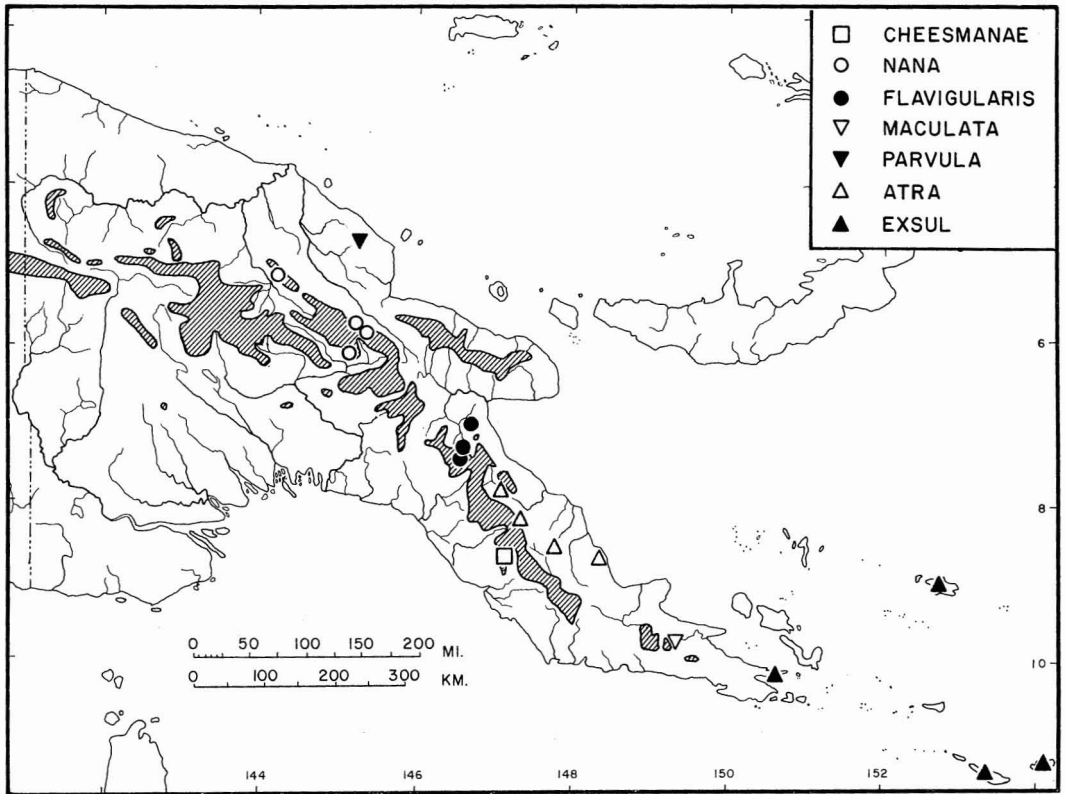 CHEESMANAE
NANA
FLAVIGULARIS
MACULATA
PARVULA
ATRA
EXSUL
6
8
10
0 50 100 150 200 MI.
0 100 200 300 KM.
144 146 148 150 152